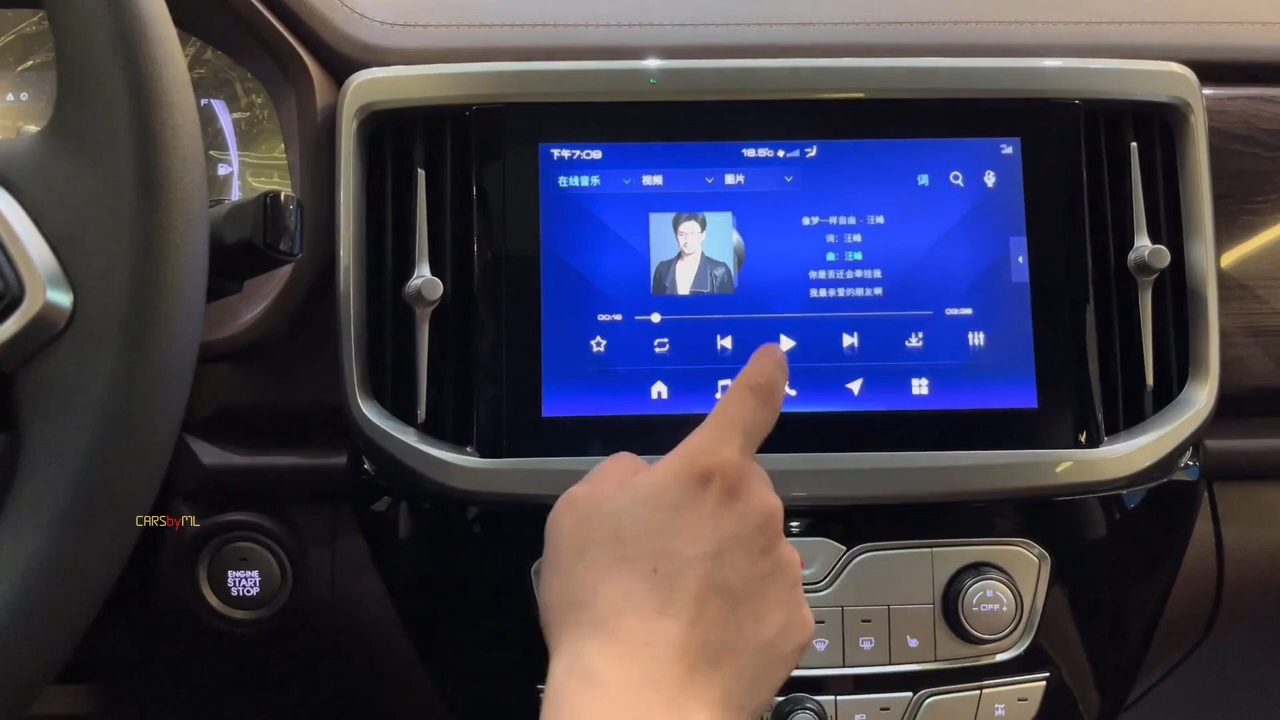 F
下午7:09
18.5°c
在线音乐
视频
图片
词
像梦一样自由 - 汪峰
词：汪峰
曲：汪峰
你是否还会牵挂我
我最亲爱的朋友啊
00:16
03:38
CARSbyML
ENGINE
START
STOP
- OFF +